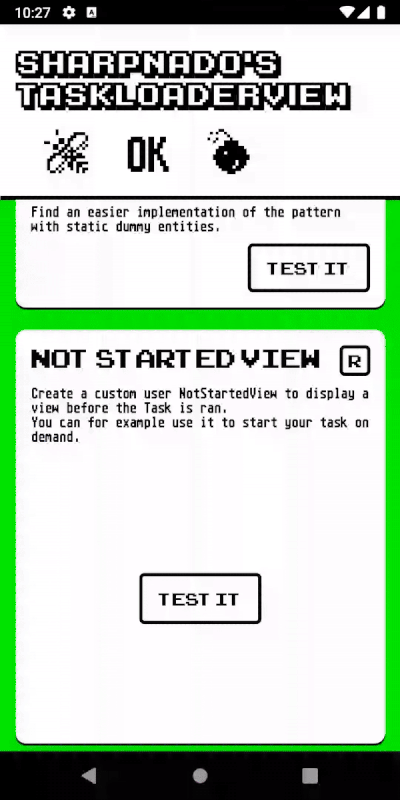 10:27
A
SHARPNADO'S
TASKLOADERVIEW
OK
Find an easier implementation of the pattern
with static dummy entities.
TEST IT
NOT STARTED VIEW
R
Create a custom user NotStartedView to display a
view before the Task is ran.
You can for example use it to start your task on
demand.
TEST IT